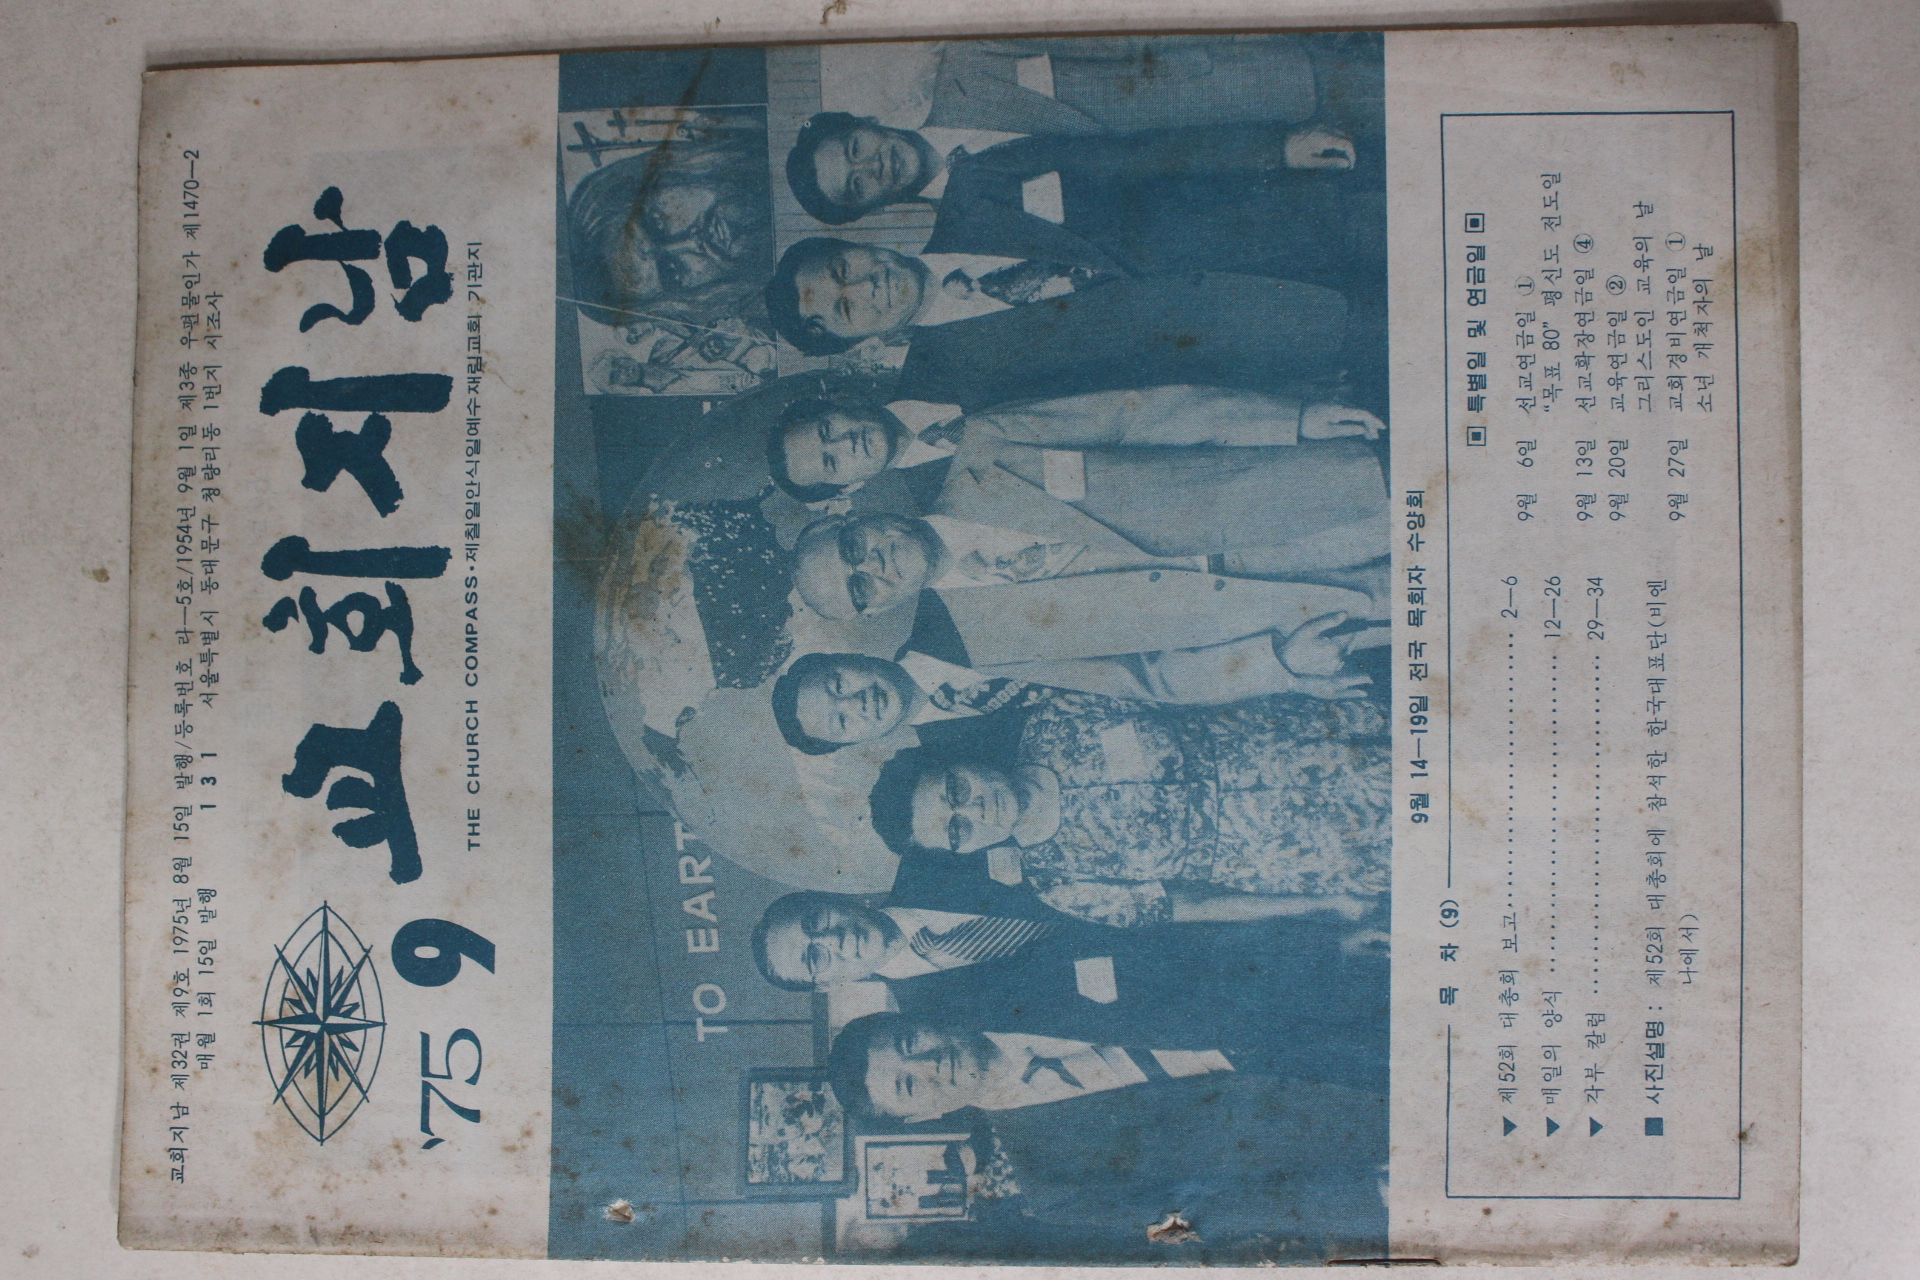 교회지남 제32권 제9호 1975년 8월 15일 발행/등록번호 라—5호/1954년 9월 1일 제3종 우편물인가 제1470—2
매월 1회 15일 발행 131 서울특별시 동대문구 청량리동 1번지 시조사
'75 9
교회지남
THE CHURCH COMPASS·제칠일안식일예수재림교회 기관지
TO EART
9월 14—19일 전국 목회자 수양회
목 차 (9)
▼ 제52회 대총회 보고 2—6
▼ 매일의 양식 12—26
▼ 각부 칼럼 29—34
■ 사진설명 : 제52회 대총회에 참석한 한국대표단(비엔
나에서)
▣ 특별일 및 연금일 ▣
9월 6일 선교연금일 ①
“목표 80” 평신도 전도일
9월 13일 선교확장연금일 ④
9월 20일 교육연금일 ②
그리스도인 교육의 날
9월 27일 교회경비연금일 ①
소년 개척자의 날